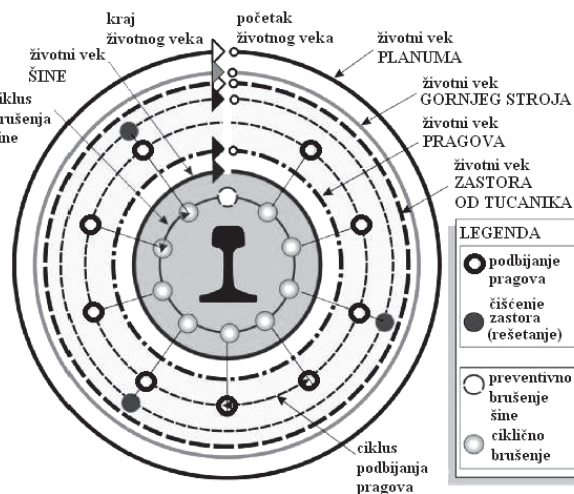 kraj
životnog veka
početak
životnog veka
životni vek
ŠINE
životni vek
PLANUMA
životni vek
GORNJEG STROJA
životni vek
PRAGOVA
životni vek
ZASTORA
OD TUCANIKA
ciklus
brušenja
šine
ciklus
podbijanja
pragova
LEGENDA
podbijanje
pragova
čišćenje
zastora
(rešetanje)
preventivno
brušenje
šine
ciklično
brušenje